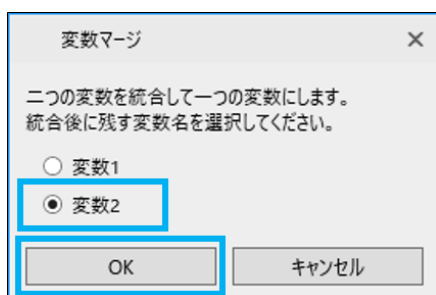 変数マージ
二つの変数を統合して一つの変数にします。
統合後に残す変数名を選択してください。
変数1
変数2
OK キャンセル